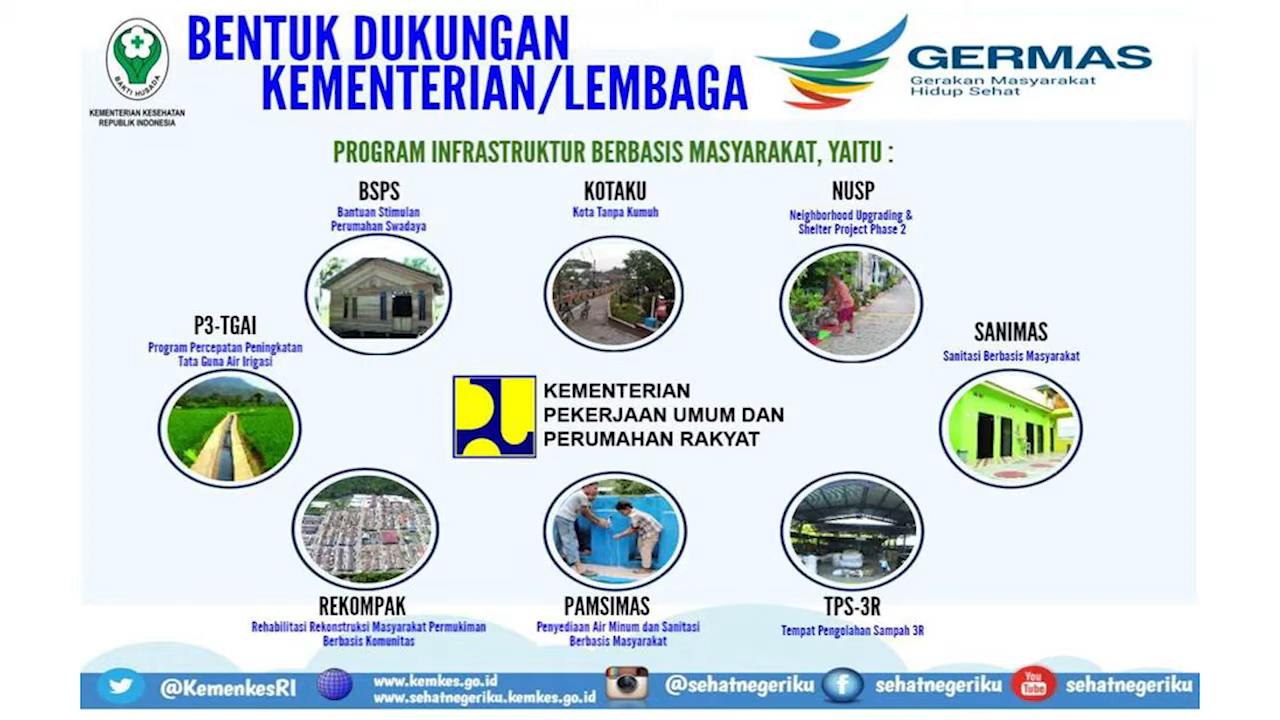 BENTUK DUKUNGAN
KEMENTERIAN/LEMBAGA
BAKTI HUSADA
KEMENTERIAN KESEHATAN
REPUBLIK INDONESIA
GERMAS
Gerakan Masyarakat
Hidup Sehat
PROGRAM INFRASTRUKTUR BERBASIS MASYARAKAT, YAITU :
BSPS
Bantuan Stimulan
Perumahan Swadaya
KOTAKU
Kota Tanpa Kumuh
NUSP
Neighborhood Upgrading &
Shelter Project Phase 2
P3-TGAI
Program Percepatan Peningkatan
Tata Guna Air Irigasi
SANIMAS
Sanitasi Berbasis Masyarakat
KEMENTERIAN
PEKERJAAN UMUM DAN
PERUMAHAN RAKYAT
REKOMPAK
Rehabilitasi Rekonstruksi Masyarakat Permukiman
Berbasis Komunitas
PAMSIMAS
Penyediaan Air Minum dan Sanitasi
Berbasis Masyarakat
TPS-3R
Tempat Pengolahan Sampah 3R
@KemenkesRI
www.kemkes.go.id
www.sehatnegeriku.kemkes.go.id
@sehatnegeriku
f
sehatnegeriku
You
Tube
sehatnegeriku